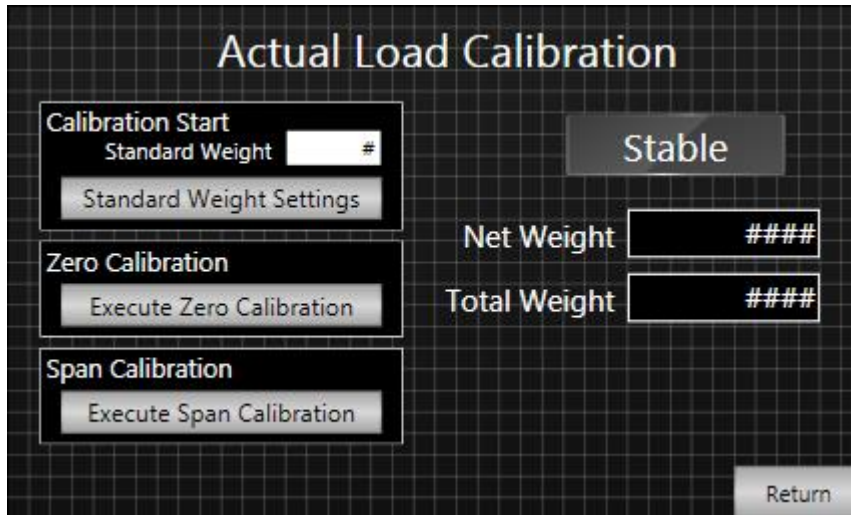 Actual Load Calibration
Calibration Start
Standard Weight #
Standard Weight Settings
Zero Calibration
Execute Zero Calibration
Span Calibration
Execute Span Calibration
Stable
Net Weight ####
Total Weight ####
Return